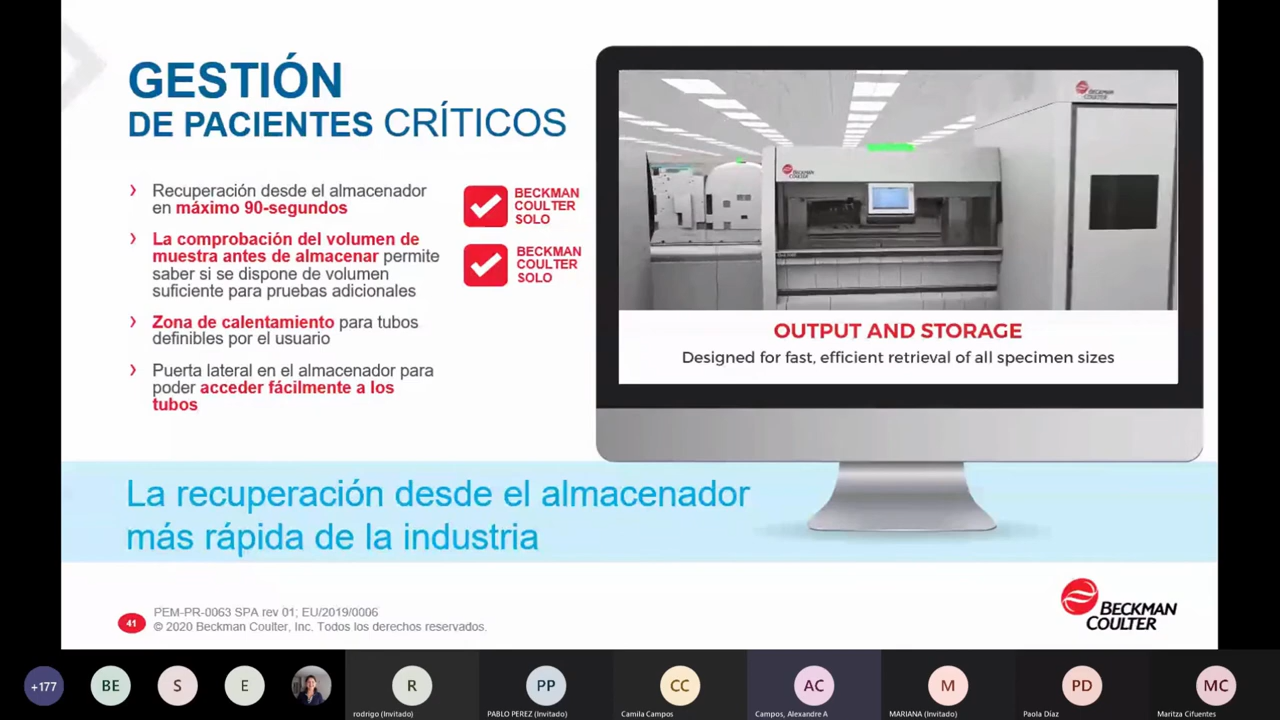 GESTIÓN
DE PACIENTES CRÍTICOS
Recuperación desde el almacenador
en máximo 90-segundos
BECKMAN
COULTER
SOLO
La comprobación del volumen de
muestra antes de almacenar permite
saber si se dispone de volumen
suficiente para pruebas adicionales
BECKMAN
COULTER
SOLO
Zona de calentamiento para tubos
definibles por el usuario
Puerta lateral en el almacenador para
poder acceder fácilmente a los
tubos
BECKMAN
COULTER
BECKMAN
COULTER
OUTPUT AND STORAGE
Designed for fast, efficient retrieval of all specimen sizes
La recuperación desde el almacenador
más rápida de la industria
41
PEM-PR-0063 SPA rev 01; EU/2019/0006
© 2020 Beckman Coulter, Inc. Todos los derechos reservados.
BECKMAN
COULTER
+177
BE
S
E
R
rodrigo (Invitado)
PP
PABLO PEREZ (Invitado)
CC
Camila Campos
AC
Campos, Alexandre A
M
MARIANA (Invitado)
PD
Paola Díaz
MC
Maritza Cifuentes